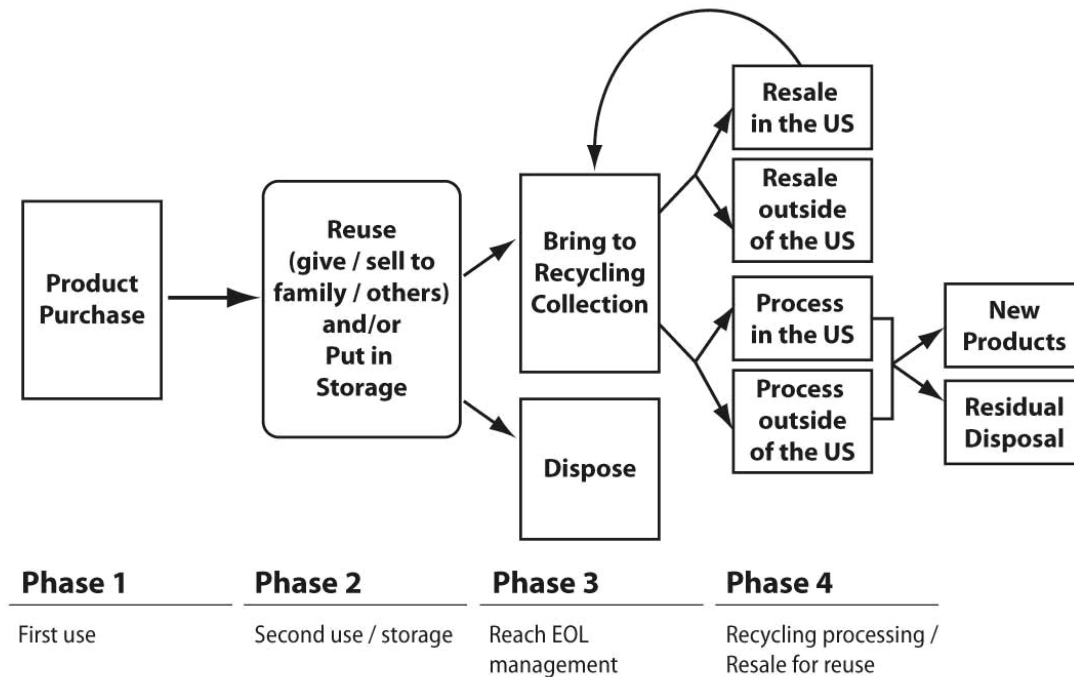 Product
Purchase
Reuse
(give / sell to
family / others)
and/or
Put in
Storage
Bring to
Recycling
Collection
Dispose
Resale
in the US
Resale
outside
of the US
Process
in the US
Process
outside
of the US
New
Products
Residual
Disposal
Phase 1
First use
Phase 2
Second use / storage
Phase 3
Reach EOL
management
Phase 4
Recycling processing /
Resale for reuse